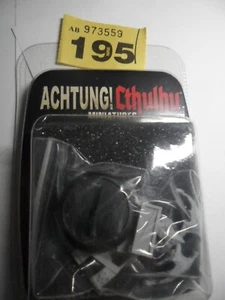 AB 973559
195
ACHTUNG! Cthulhu
MINIATURES